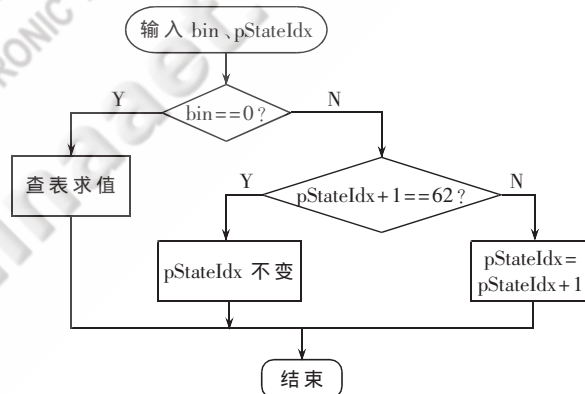 输入 bin、pStateIdx
Y
N
bin==0?
查表求值
Y
N
pStateIdx+1==62?
pStateIdx 不变
pStateIdx=
pStateIdx+1
结束